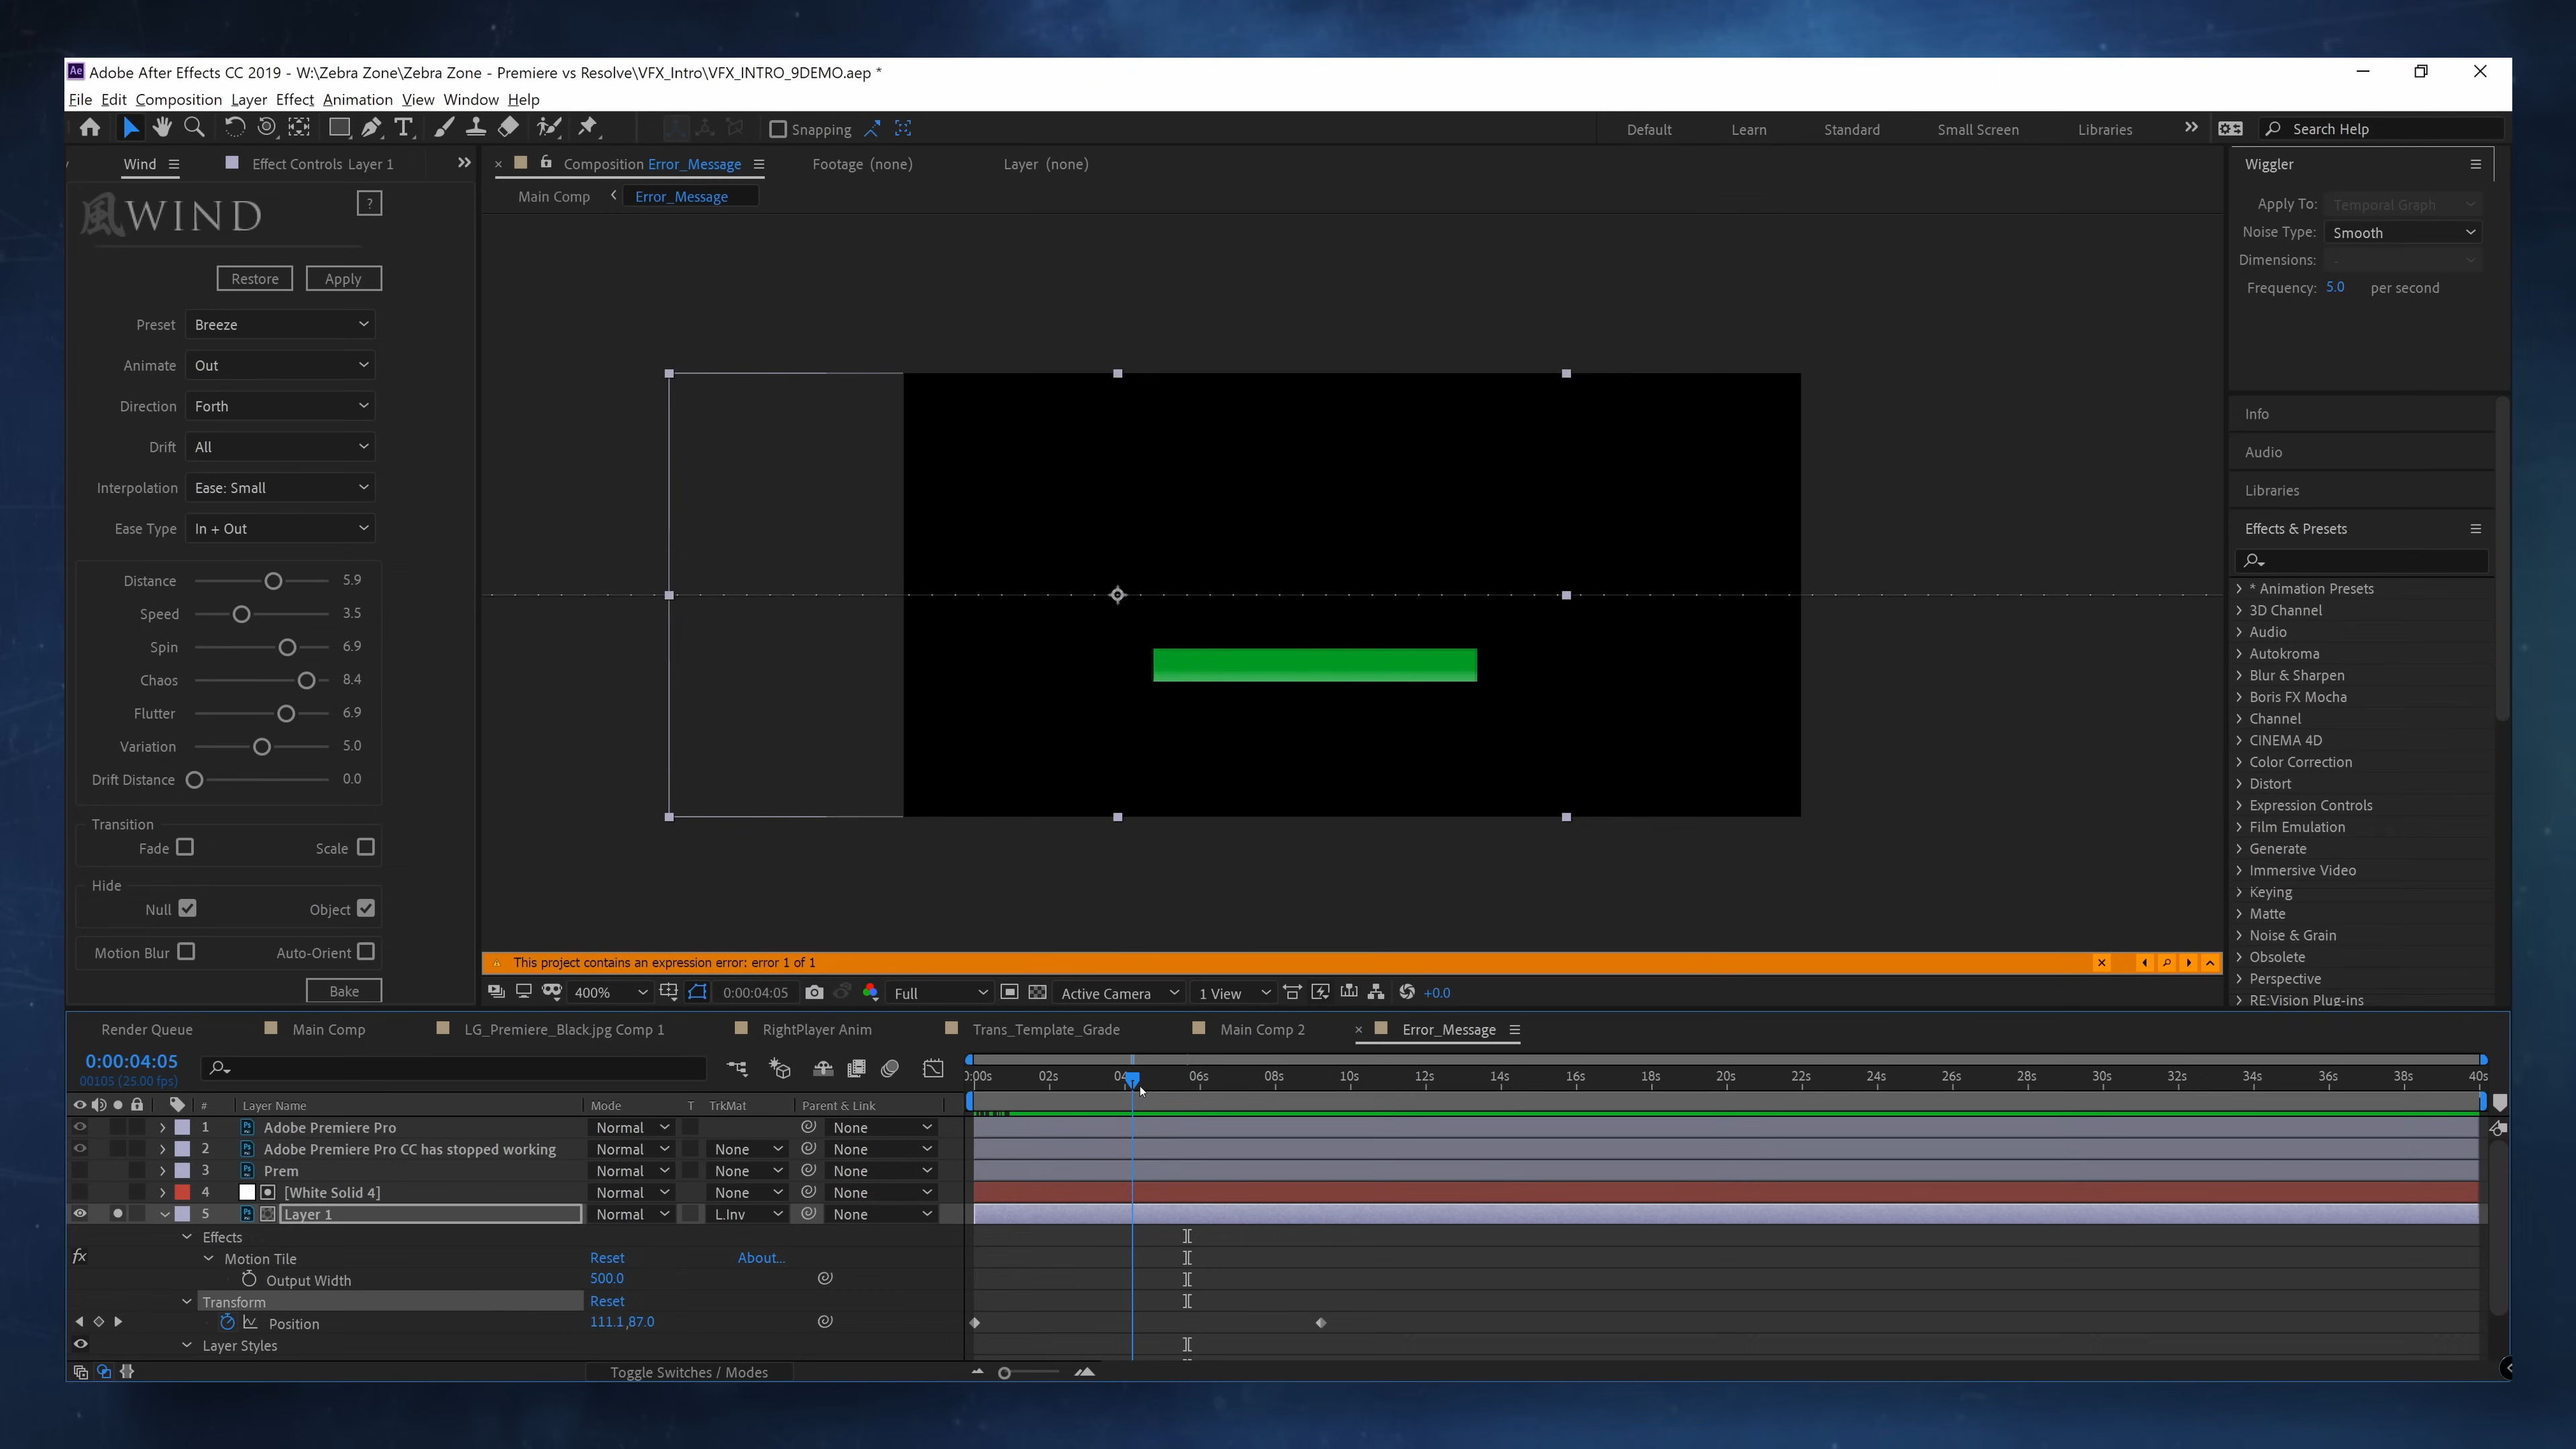 Ae Adobe After Effects CC 2019 - W:\Zebra Zone\Zebra Zone - Premiere vs Resolve\VFX_Intro\VFX_INTRO_9DEMO.aep *
File Edit Composition Layer Effect Animation View Window Help
Snapping Default Learn Standard Small Screen Libraries Search Help
Wind Effect Controls Layer 1
Composition Error_Message Footage (none) Layer (none)
Main Comp Error_Message
風WIND ?
Restore Apply
Preset Breeze
Animate Out
Direction Forth
Drift All
Interpolation Ease: Small
Ease Type In + Out
Distance 5.9
Speed 3.5
Spin 6.9
Chaos 8.4
Flutter 6.9
Variation 5.0
Drift Distance 0.0
Transition
Fade Scale
Hide
Null Object
Motion Blur Auto-Orient
Bake
Wiggler
Apply To: Temporal Graph
Noise Type: Smooth
Dimensions: -
Frequency: 5.0 per second
Info
Audio
Libraries
Effects & Presets
* Animation Presets
3D Channel
Audio
Autokroma
Blur & Sharpen
Boris FX Mocha
Channel
CINEMA 4D
Color Correction
Distort
Expression Controls
Film Emulation
Generate
Immersive Video
Keying
Matte
Noise & Grain
Obsolete
Perspective
RE:Vision Plug-ins
This project contains an expression error: error 1 of 1
400% 0:00:04:05 Full Active Camera 1 View +0.0
Render Queue Main Comp LG_Premiere_Black.jpg Comp 1 RightPlayer Anim Trans_Template_Grade Main Comp 2 Error_Message
0:00:04:05
00105 (25.00 fps)
0:00s 02s 04 06s 08s 10s 12s 14s 16s 18s 20s 22s 24s 26s 28s 30s 32s 34s 36s 38s 40s
# Layer Name Mode T TrkMat Parent & Link
1 Ps Adobe Premiere Pro Normal None
2 Ps Adobe Premiere Pro CC has stopped working Normal None None
3 Ps Prem Normal None None
4 [White Solid 4] Normal None None
5 Ps Layer 1 Normal L.Inv None
Effects
fx Motion Tile Reset About...
Output Width 500.0
Transform Reset
Position 111.1,87.0
Layer Styles
Toggle Switches / Modes